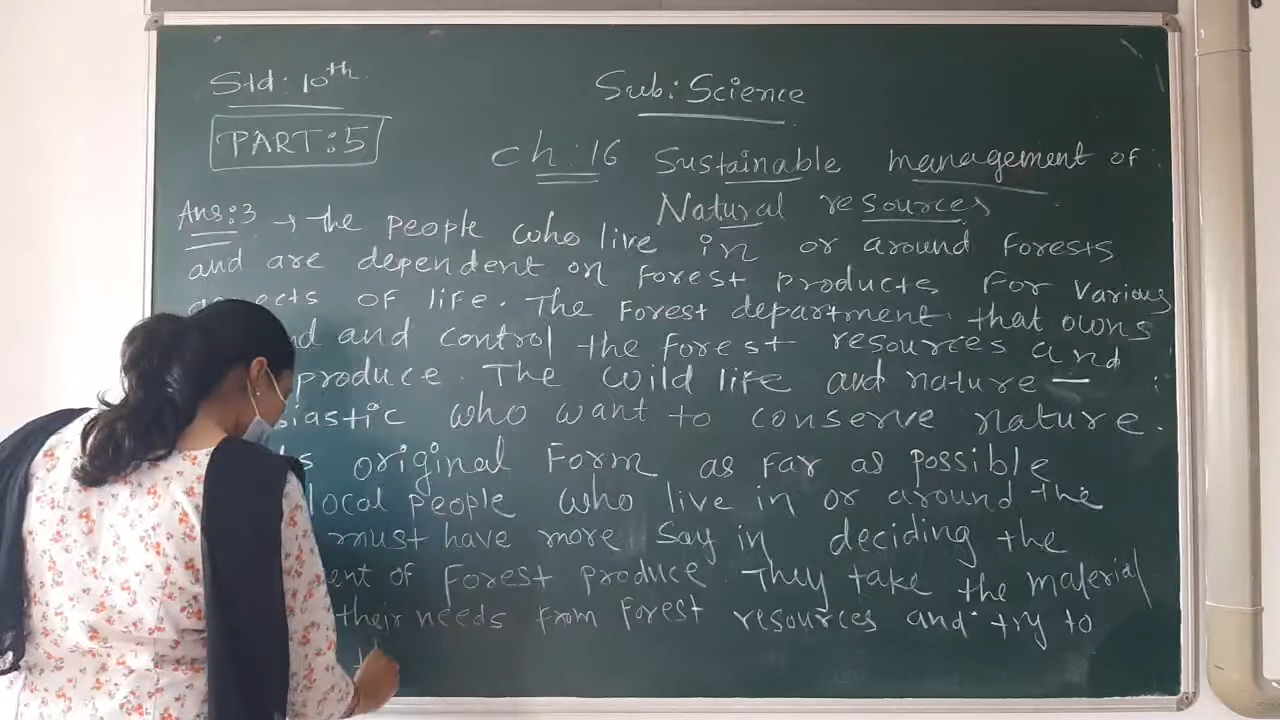 Std: 10th.
Sub: Science
PART: 5
Ch: 16 Sustainable management of
Natural resources
Ans: 3 → The people who live in or around forests
and are dependent on forest products for various
of life. The forest department that owns
and control the forest resources and
produce. The wild life and nature –
who want to conserve nature.
original form as far as possible
local people who live in or around the
must have more say in deciding the
of forest produce. They take the material
their needs from forest resources and try to